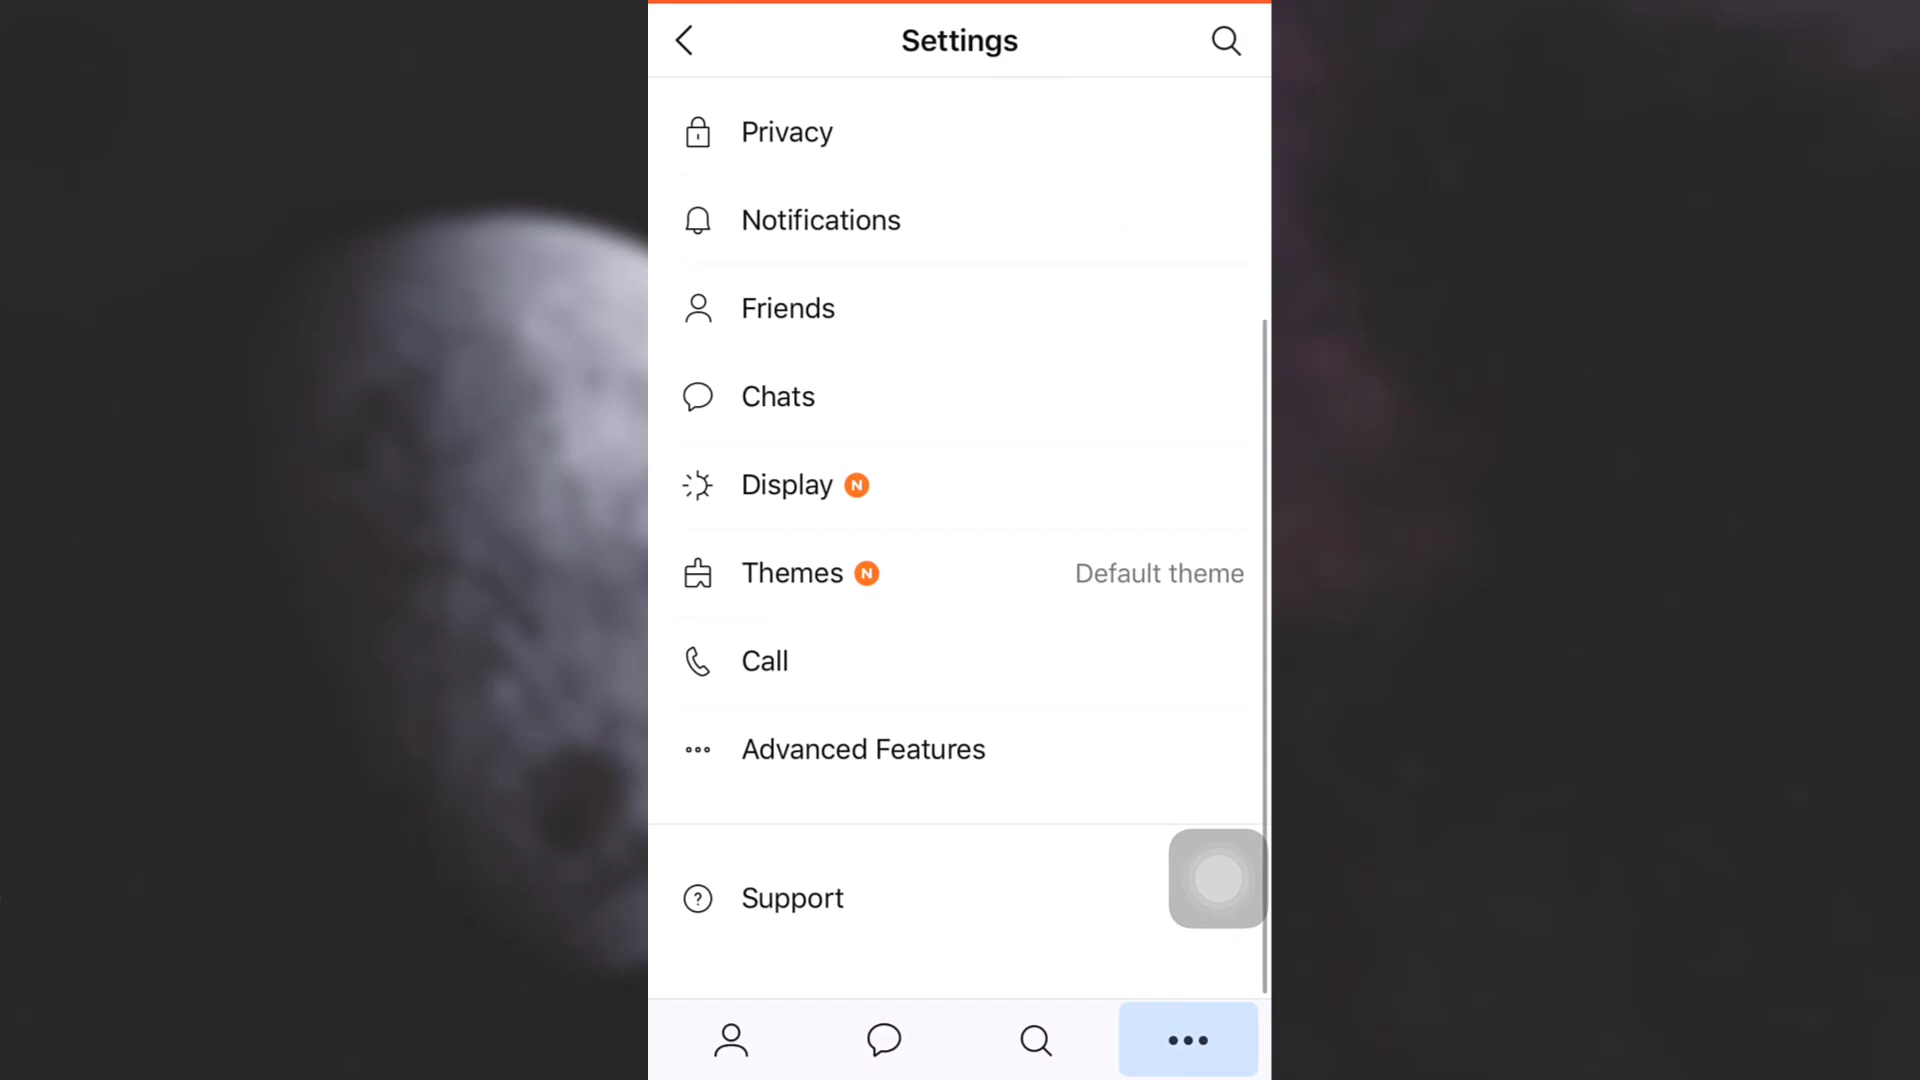 Settings
Privacy
Notifications
Friends
Chats
Display N
Themes N Default theme
Call
Advanced Features
? Support